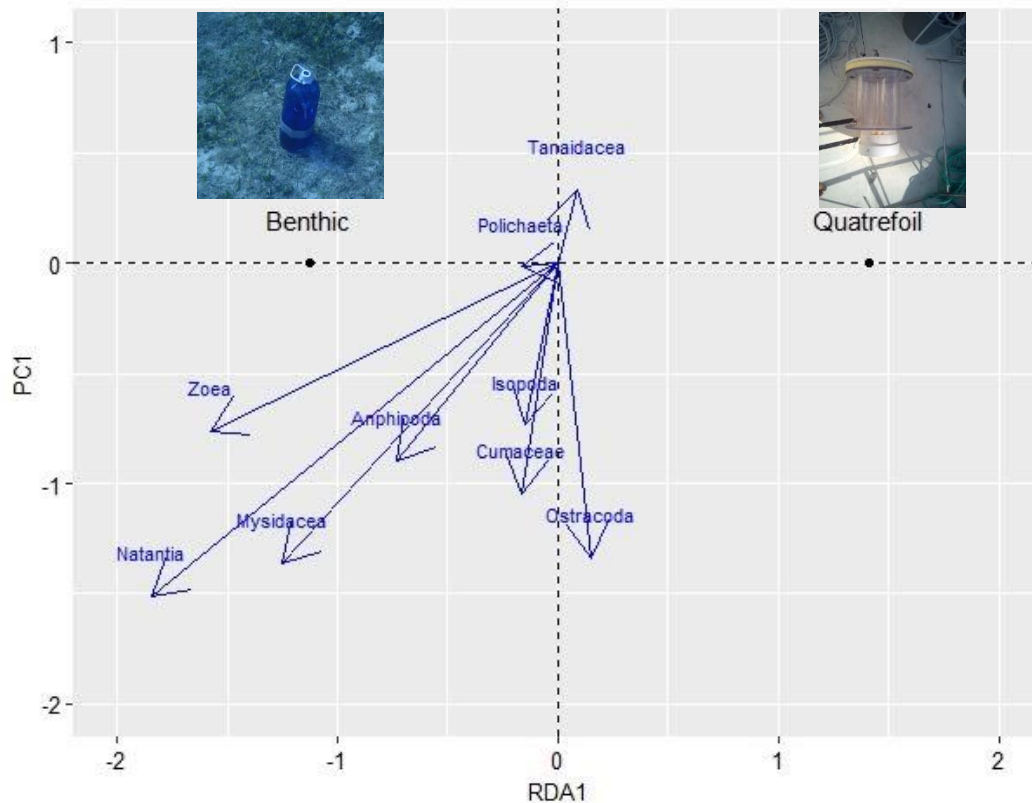 1
Tanaidacea
Benthic
Polichaeta
Quatrefoil
0
PC1
Zoea
Isopoda
Anphipoda
Cumaceae
-1
Mysidacea
Ostracoda
Natantia
-2
-2
-1
0
1
2
RDA1